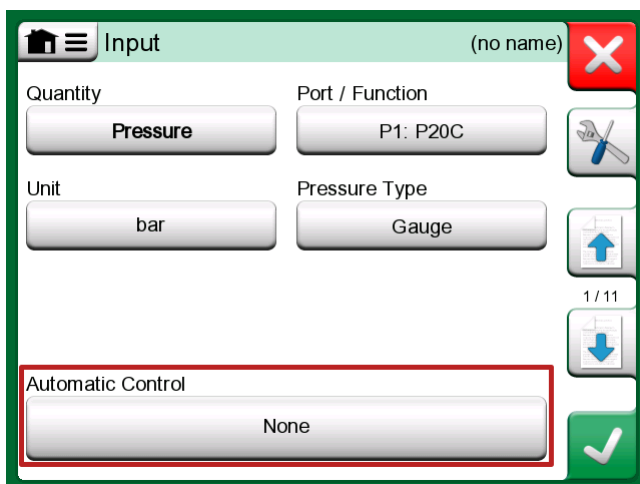 Input (no name)
Quantity Port / Function
Pressure P1: P20C
Unit Pressure Type
bar Gauge
1 / 11
Automatic Control
None